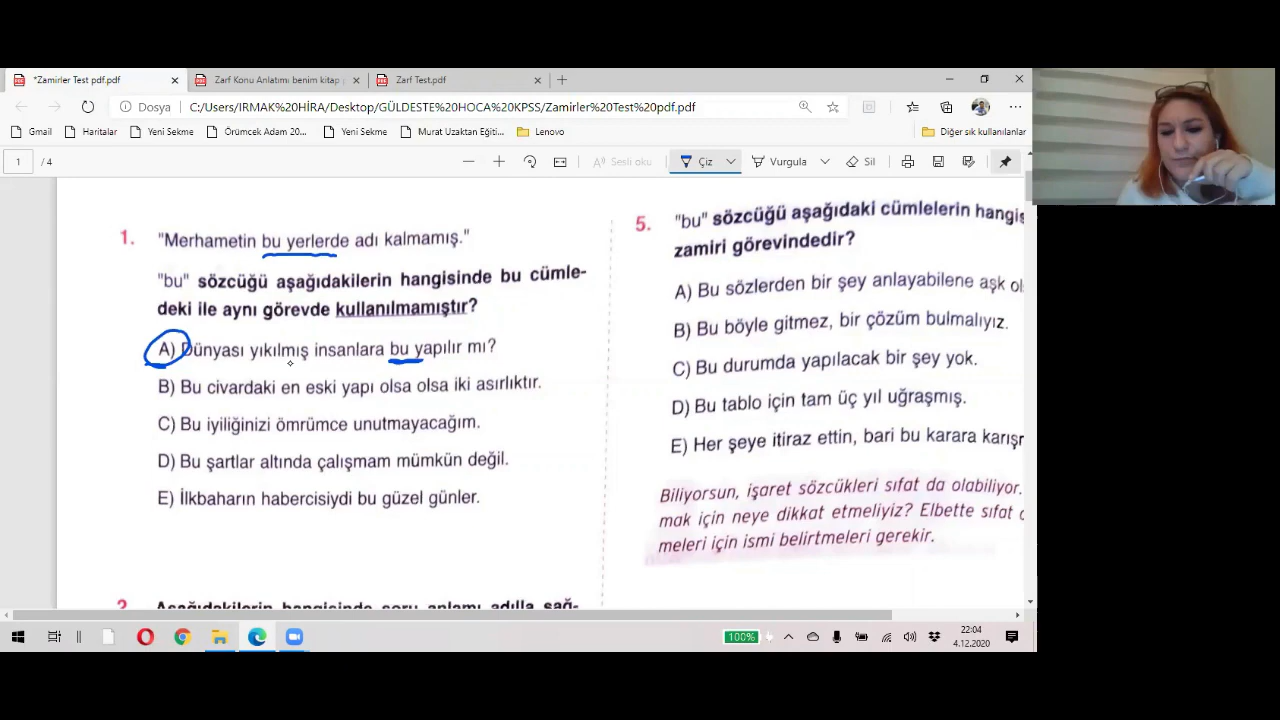 *Zamirler Test pdf.pdf
Zarf Konu Anlatımı benim kitap p
Zarf Test.pdf
Dosya
C:/Users/IRMAK%20HİRA/Desktop/GÜLDESTE%20HOCA%20KPSS/Zamirler%20Test%20pdf.pdf
Gmail
Haritalar
Yeni Sekme
Örümcek Adam 20...
Yeni Sekme
Murat Uzaktan Eğiti...
Lenovo
Diğer sık kullanılanlar
1 / 4
Sesli oku
Çiz
Vurgula
Sil
1. "Merhametin bu yerlerde adı kalmamış."
"bu" sözcüğü aşağıdakilerin hangisinde bu cümle-
deki ile aynı görevde kullanılmamıştır?
A) Dünyası yıkılmış insanlara bu yapılır mı?
B) Bu civardaki en eski yapı olsa olsa iki asırlıktır.
C) Bu iyiliğinizi ömrümce unutmayacağım.
D) Bu şartlar altında çalışmam mümkün değil.
E) İlkbaharın habercisiydi bu güzel günler.
2. Aşağıdakilerin hangisinde soru anlamı adılla sağ-
5. "bu" sözcüğü aşağıdaki cümlelerin hangis
zamiri görevindedir?
A) Bu sözlerden bir şey anlayabilene aşk ol
B) Bu böyle gitmez, bir çözüm bulmalıyız.
C) Bu durumda yapılacak bir şey yok.
D) Bu tablo için tam üç yıl uğraşmış.
E) Her şeye itiraz ettin, bari bu karara karışr
Biliyorsun, işaret sözcükleri sıfat da olabiliyor.
mak için neye dikkat etmeliyiz? Elbette sıfat
meleri için ismi belirtmeleri gerekir.
100%
22:04
4.12.2020